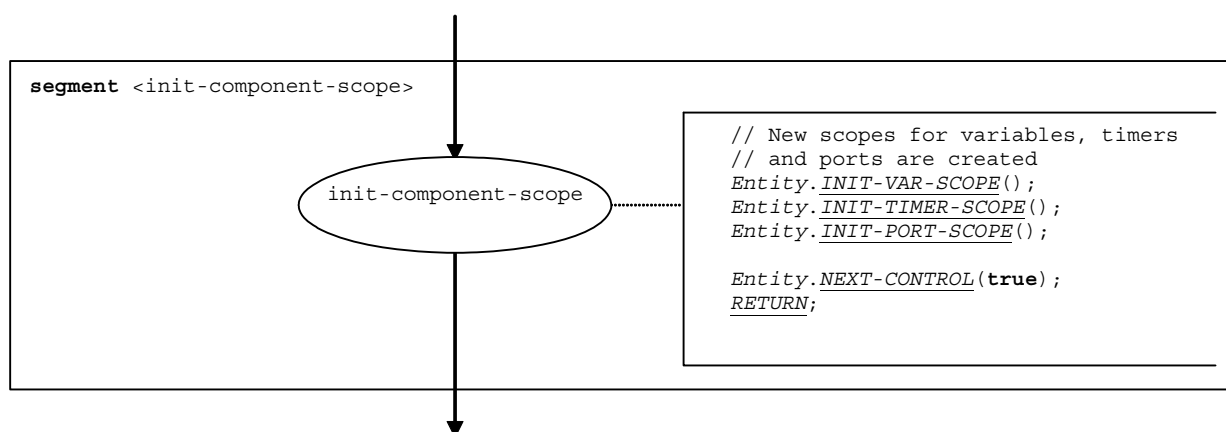 segment <init-component-scope>
init-component-scope
// New scopes for variables, timers
// and ports are created
Entity.INIT-VAR-SCOPE();
Entity.INIT-TIMER-SCOPE();
Entity.INIT-PORT-SCOPE();
Entity.NEXT-CONTROL(true);
RETURN;